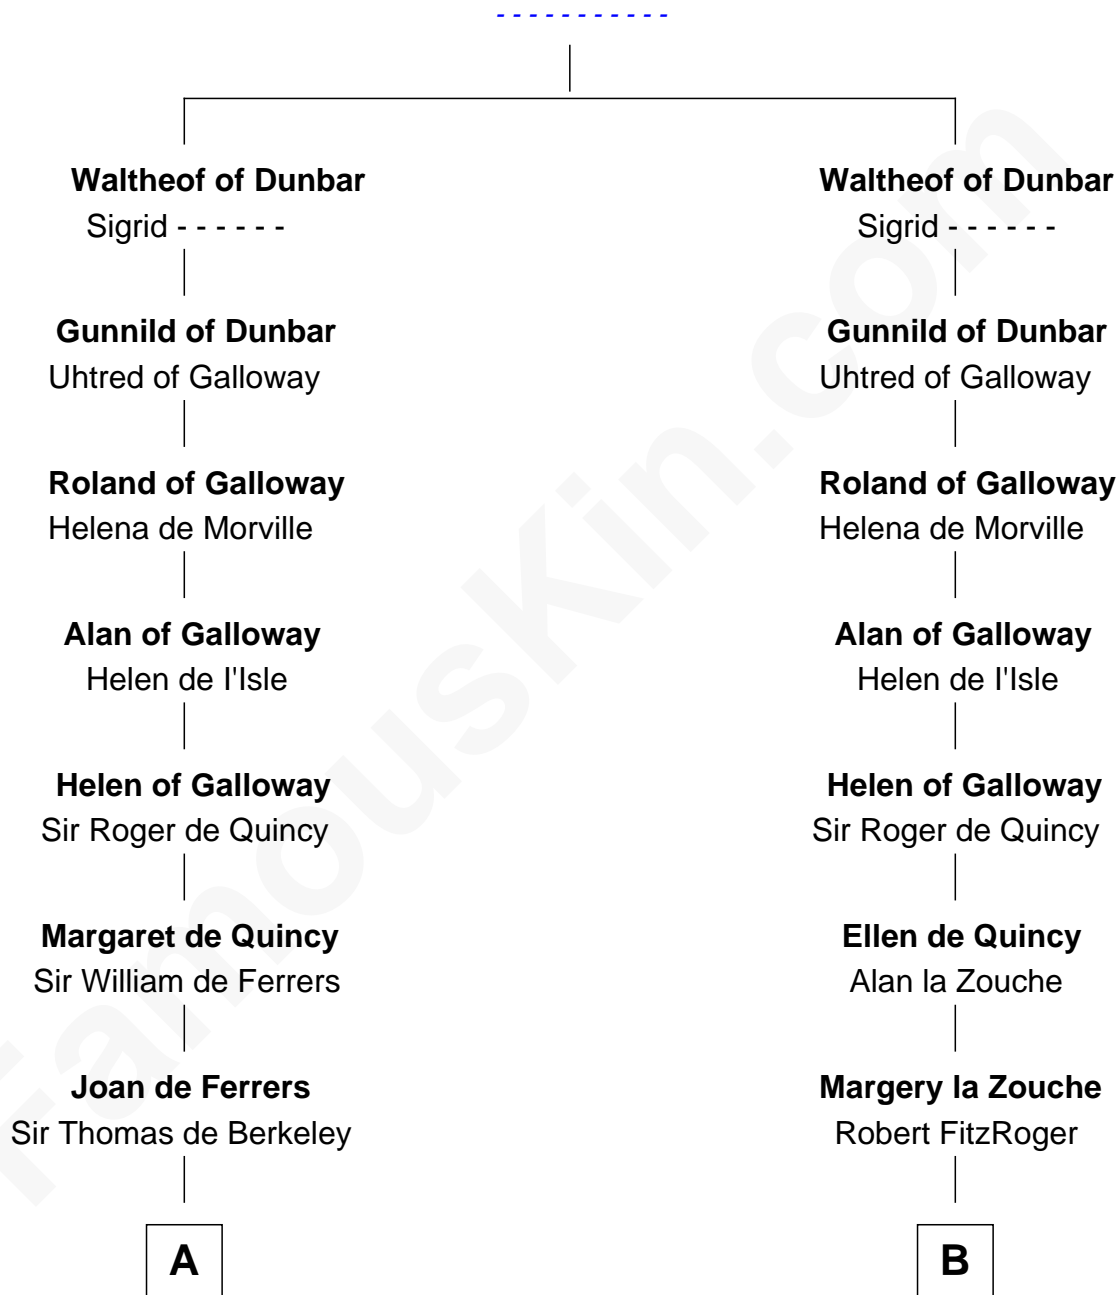 - - - - - - - - - - -
Waltheof of Dunbar
Sigrid - - - - - -
Gunnild of Dunbar
Uhtred of Galloway
Roland of Galloway
Helena de Morville
Alan of Galloway
Helen de I'Isle
Helen of Galloway
Sir Roger de Quincy
Margaret de Quincy
Sir William de Ferrers
Joan de Ferrers
Sir Thomas de Berkeley
A
Waltheof of Dunbar
Sigrid - - - - - -
Gunnild of Dunbar
Uhtred of Galloway
Roland of Galloway
Helena de Morville
Alan of Galloway
Helen de I'Isle
Helen of Galloway
Sir Roger de Quincy
Ellen de Quincy
Alan la Zouche
Margery la Zouche
Robert FitzRoger
B
FamousKin.com